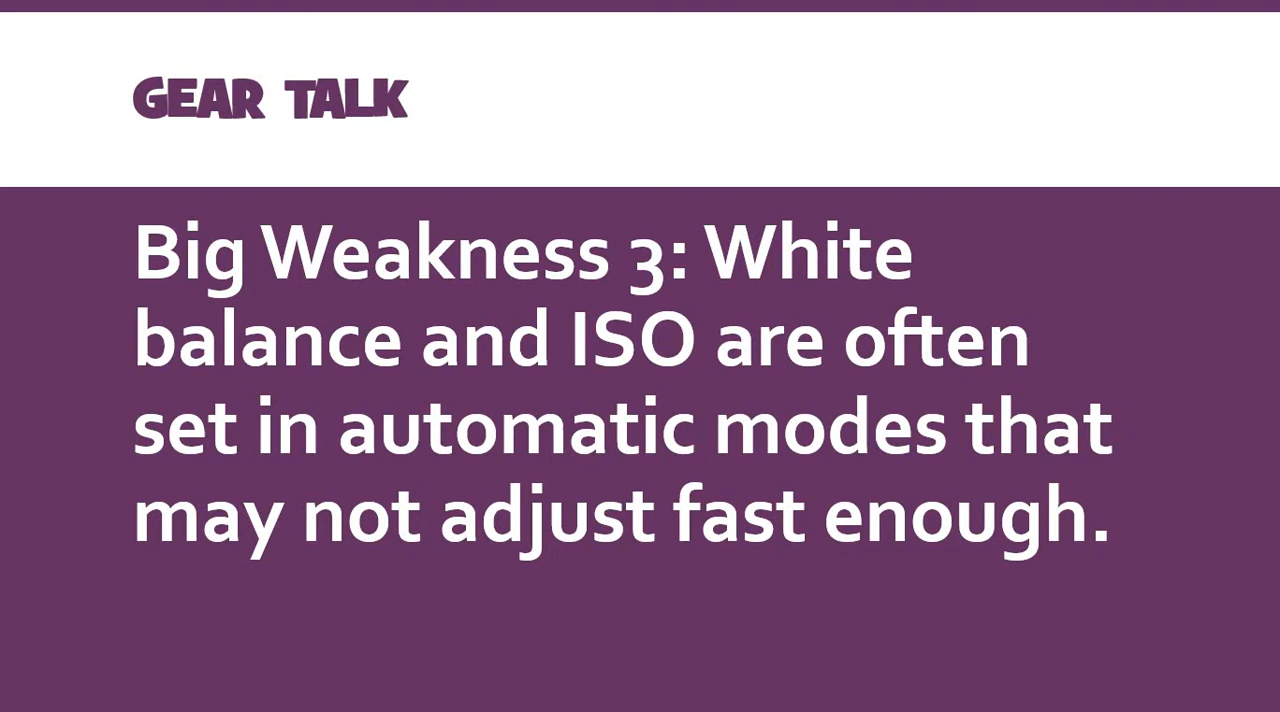 GEAR TALK
Big Weakness 3: White
balance and ISO are often
set in automatic modes that
may not adjust fast enough.